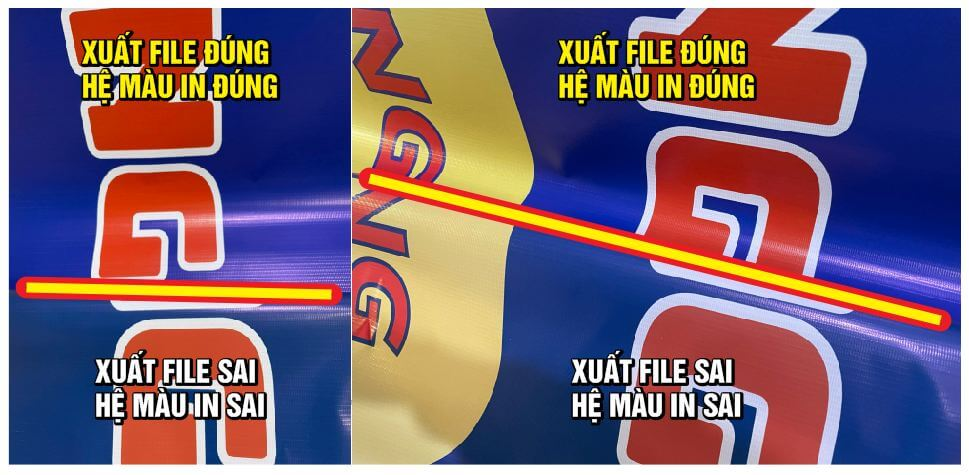 XUẤT FILE ĐÚNG
HỆ MÀU IN ĐÚNG
XUẤT FILE SAI
HỆ MÀU IN SAI
XUẤT FILE ĐÚNG
HỆ MÀU IN ĐÚNG
XUẤT FILE SAI
HỆ MÀU IN SAI